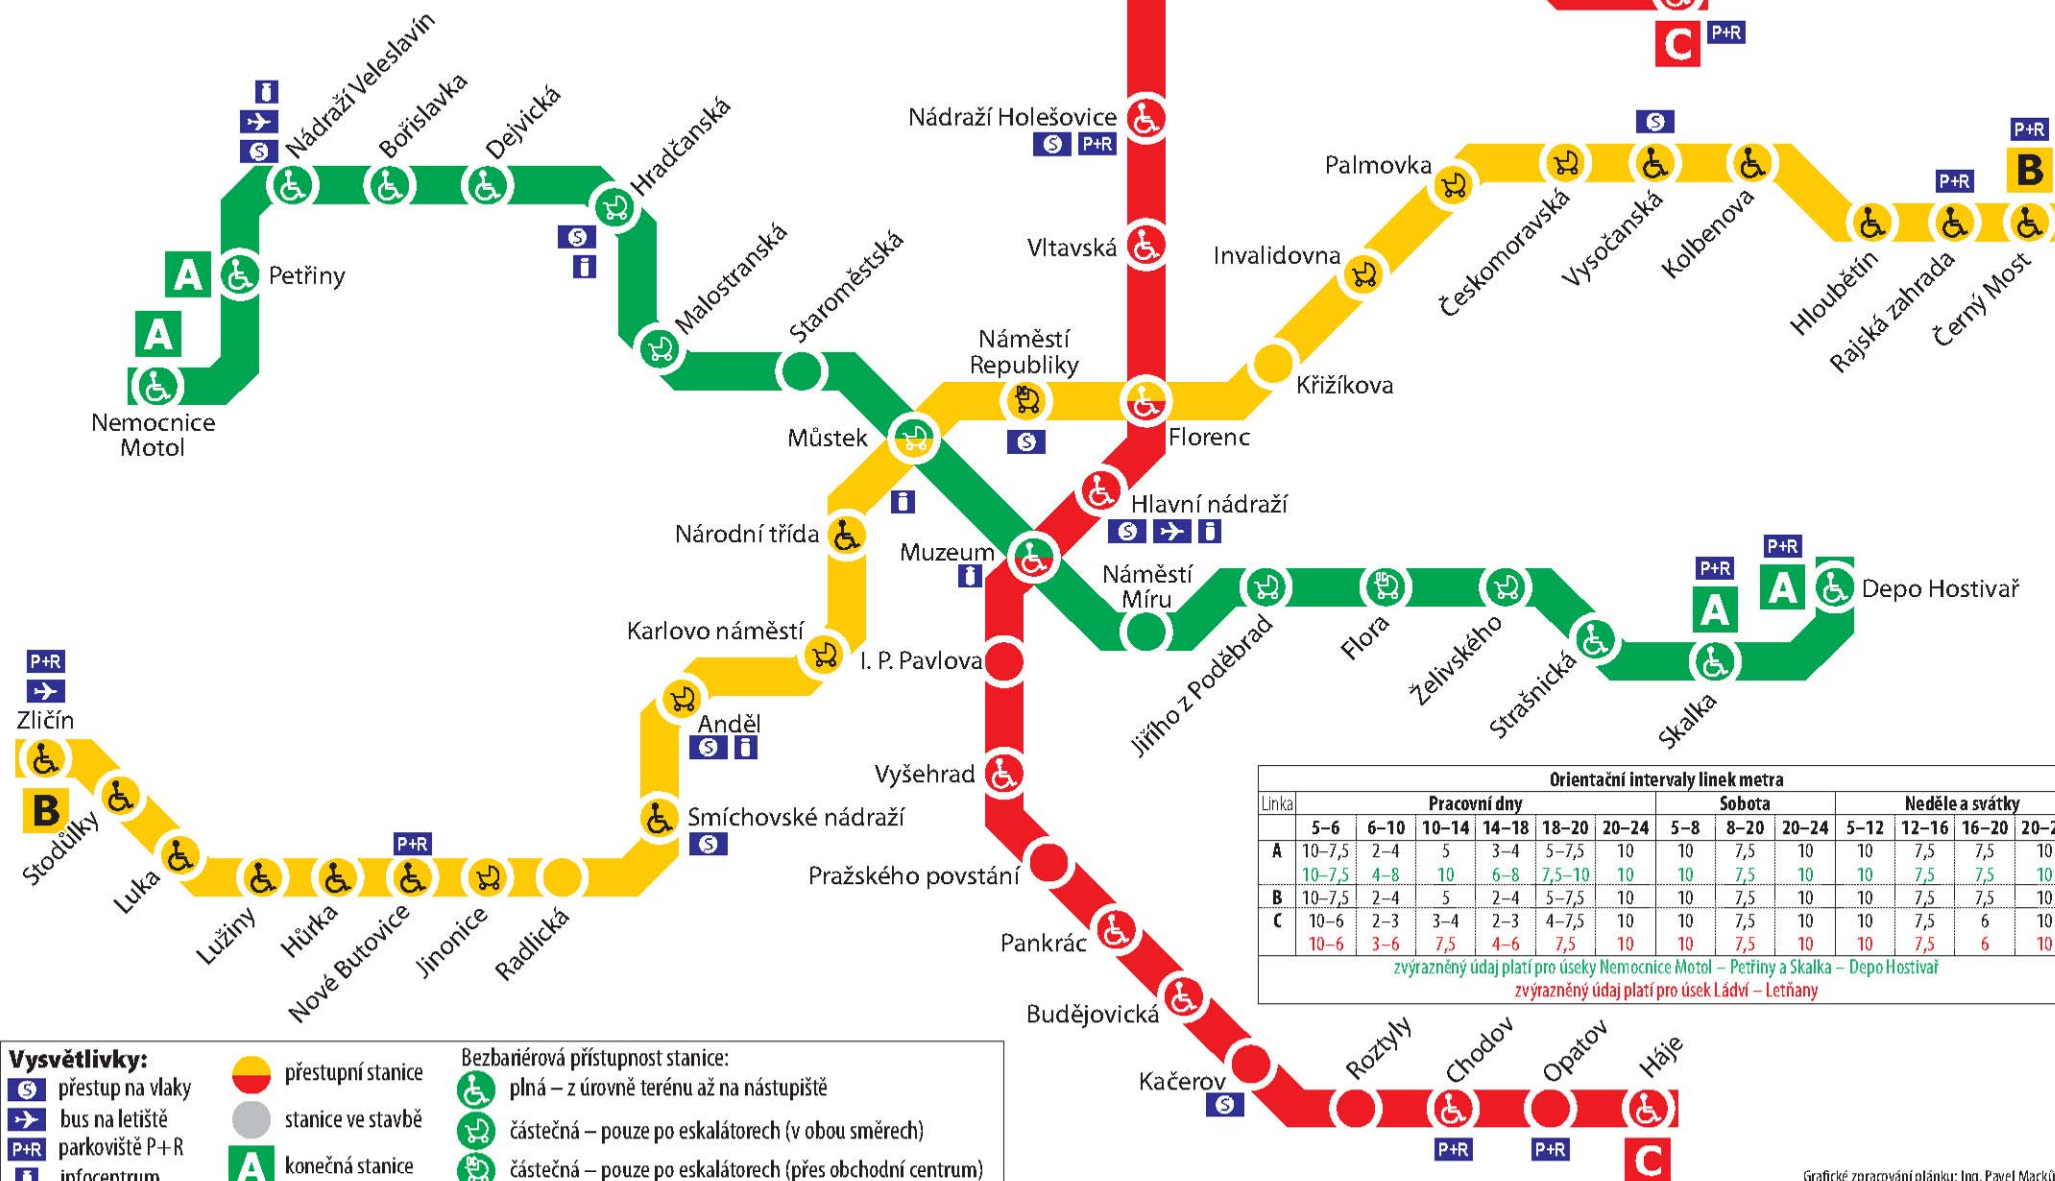 C
P+R
Nádraží Veleslavín
Bořislavka
Dejvická
Hradčanská
S
Nádraží Holešovice
S P+R
Palmovka
S
P+R
B
P+R
Českomoravská
Vysočanská
Kolbenova
Hloubětín
Rajská zahrada
Černý Most
Vltavská
Invalidovna
S
A
Petřiny
A
Nemocnice
Motol
Malostranská
Staroměstská
Náměstí
Republiky
S
Křižíkova
Můstek
Florenc
Hlavní nádraží
S
Národní třída
Muzeum
Náměstí
Míru
P+R
A
P+R
A
Depo Hostivař
Karlovo náměstí
I. P. Pavlova
Jiřího z Poděbrad
Flora
Želivského
Strašnická
Skalka
P+R
Zličín
B
Anděl
S
Vyšehrad
Smíchovské nádraží
S
Stodůlky
Luka
Lužiny
Hůrka
P+R
Nové Butovice
Jinonice
Radlická
Pražského povstání
Pankrác
Budějovická
Kačerov
S
Roztyly
Chodov
Opatov
Háje
P+R
P+R
C
Orientační intervaly linek metra
Linka Pracovní dny Sobota Neděle a svátky
5–6 6–10 10–14 14–18 18–20 20–24 5–8 8–20 20–24 5–12 12–16 16–20
A 10–7,5 2–4 5 3–4 5–7,5 10 10 7,5 10 10 7,5 7,5 10
10–7,5 4–8 10 6–8 7,5–10 10 10 7,5 10 10 7,5 7,5 10
B 10–7,5 2–4 5 2–4 5–7,5 10 10 7,5 10 10 7,5 7,5 10
C 10–6 2–3 3–4 2–3 4–7,5 10 10 7,5 10 10 7,5 6 10
10–6 3–6 7,5 4–6 7,5 10 10 7,5 10 10 7,5 6 10
zvýrazněný údaj platí pro úseky Nemocnice Motol – Petřiny a Skalka – Depo Hostivař
zvýrazněný údaj platí pro úsek Ládví – Letňany
Vysvětlivky:
S přestup na vlaky
bus na letiště
P+R parkoviště P+R
infocentrum
přestupní stanice
stanice ve stavbě
A konečná stanice
Bezbariérová přístupnost stanice:
plná – z úrovně terénu až na nástupiště
částečná – pouze po eskalátorech (v obou směrech)
částečná – pouze po eskalátorech (přes obchodní centrum)
Grafické zpracování plánku: Ing. Pavel